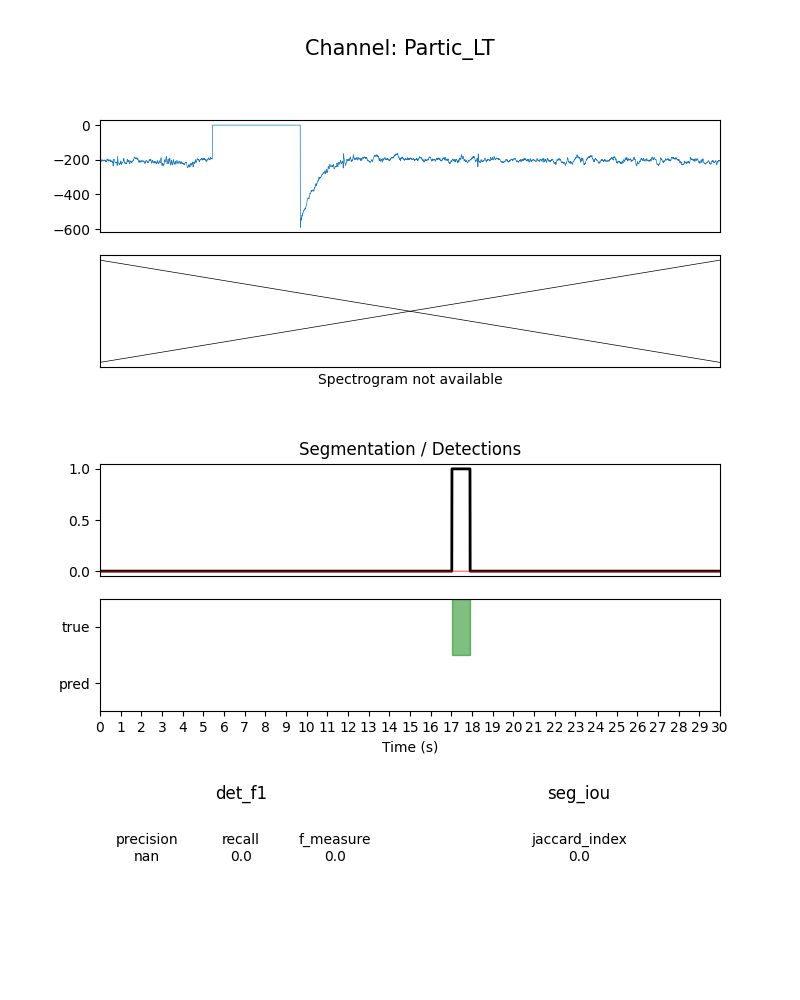 Channel: Partic_LT
0
−200
−400
−600
Spectrogram not available
Segmentation / Detections
1.0
0.5
0.0
true
pred
0 1 2 3 4 5 6 7 8 9 10 11 12 13 14 15 16 17 18 19 20 21 22 23 24 25 26 27 28 29 30
Time (s)
det_f1 seg_iou
precision recall f_measure jaccard_index
nan 0.0 0.0 0.0